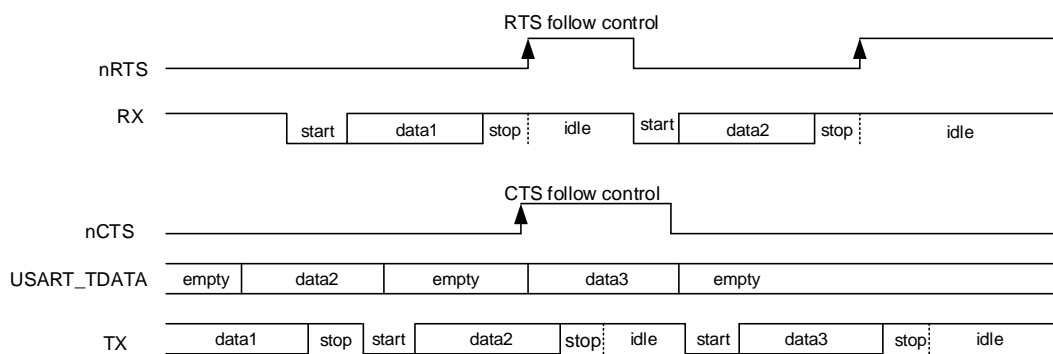 RTS follow control
nRTS
RX start data1 stop idle start data2 stop idle
CTS follow control
nCTS
USART_TDATA empty data2 empty data3 empty
TX data1 stop start data2 stop idle start data3 stop idle